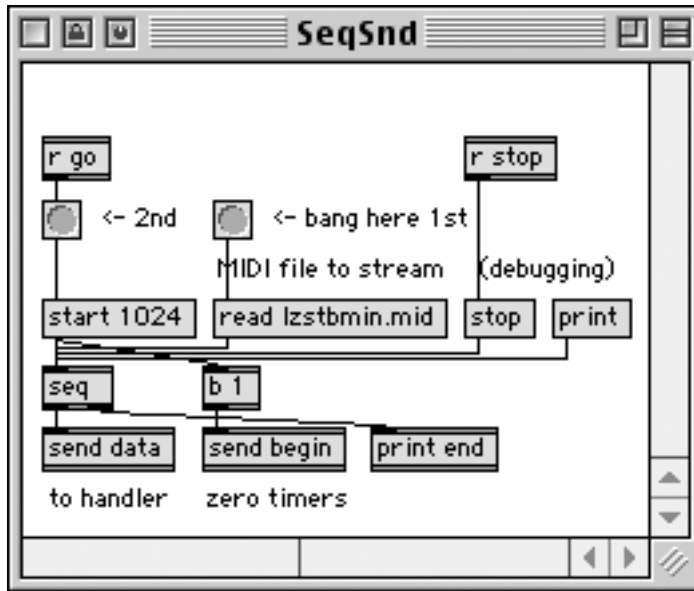 SeqSnd
r go
r stop
<- 2nd
<- bang here 1st
MIDI file to stream
(debugging)
start 1024
read lzstbmin.mid
stop
print
seq
b 1
send data
send begin
print end
to handler
zero timers